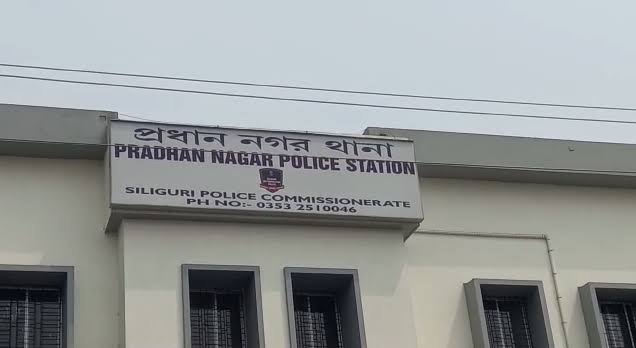 প্রধান নগর থানা
PRADHAN NAGAR POLICE STATION
SILIGURI POLICE COMMISSIONERATE
PH NO:- 0353 2510046